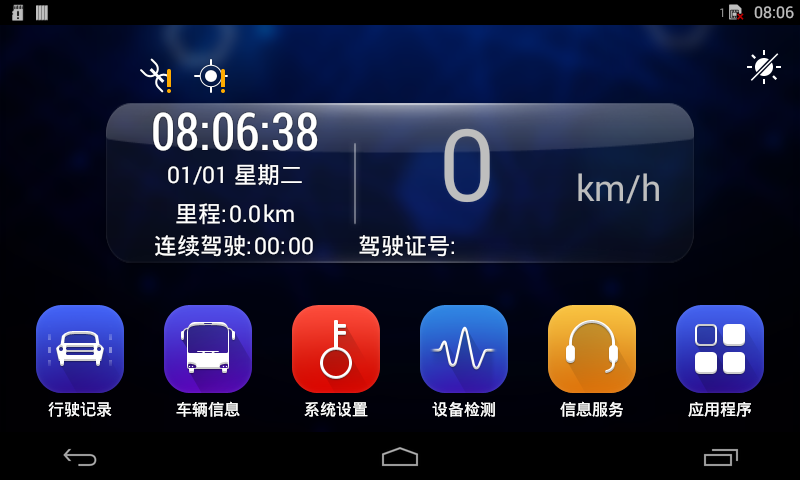 1 08:06
08:06:38
01/01 星期二
里程:0.0km
连续驾驶:00:00
0 km/h
驾驶证号:
行驶记录 车辆信息 系统设置 设备检测 信息服务 应用程序